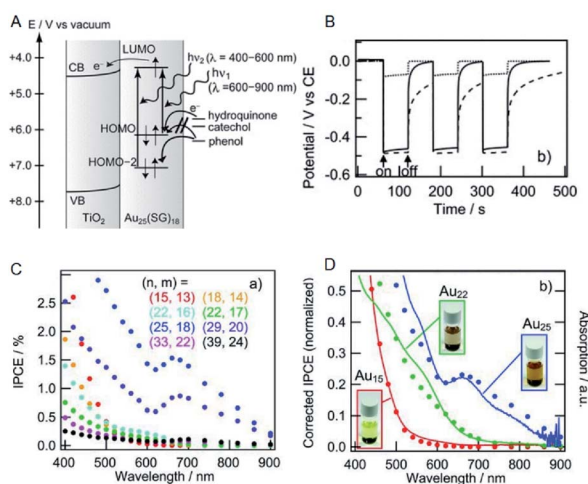 A
E / V vs vacuum
LUMO
hν₂ (λ = 400–600 nm)
e⁻
CB
hν₁
(λ =600-900 nm)
+4.0
+5.0
+6.0
+7.0
+8.0
e⁻
hydroquinone
HOMO
catechol
phenol
HOMO−2
VB
TiO₂
Au₂₅(SG)₁₈
B
Potential / V vs CE
0.0
-0.2
-0.4
-0.6
on
off
b)
0 100 200 300 400 500
Time / s
C
IPCE / %
2.5
2.0
1.5
1.0
0.5
0.0
(n, m) =
a)
(15, 13) (18, 14)
(22, 16) (22, 17)
(25, 18) (29, 20)
(33, 22) (39, 24)
400 500 600 700 800 900
Wavelength / nm
D
b)
Corrected IPCE (normalized)
0.5
0.4
0.3
0.2
0.1
0.0
Au₂₂
Au₂₅
Au₁₅
Absorption / a.u.
400 500 600 700 800 900
Wavelength / nm